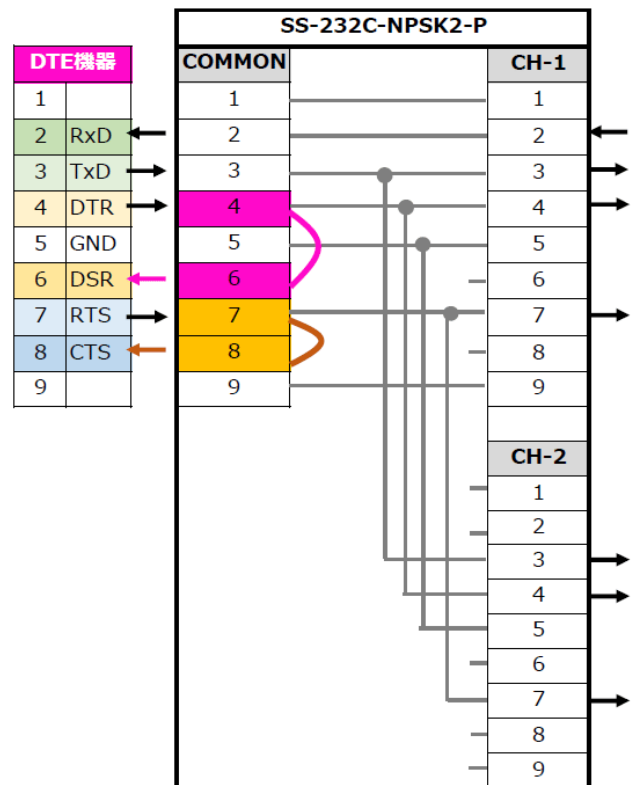 SS-232C-NPSK2-P
DTE機器 COMMON CH-1
1 1 1
2 RxD 2 2
3 TxD 3 3
4 DTR 4 4
5 GND 5 5
6 DSR 6 6
7 RTS 7 7
8 CTS 8 8
9 9 9
CH-2
1
2
3
4
5
6
7
8
9